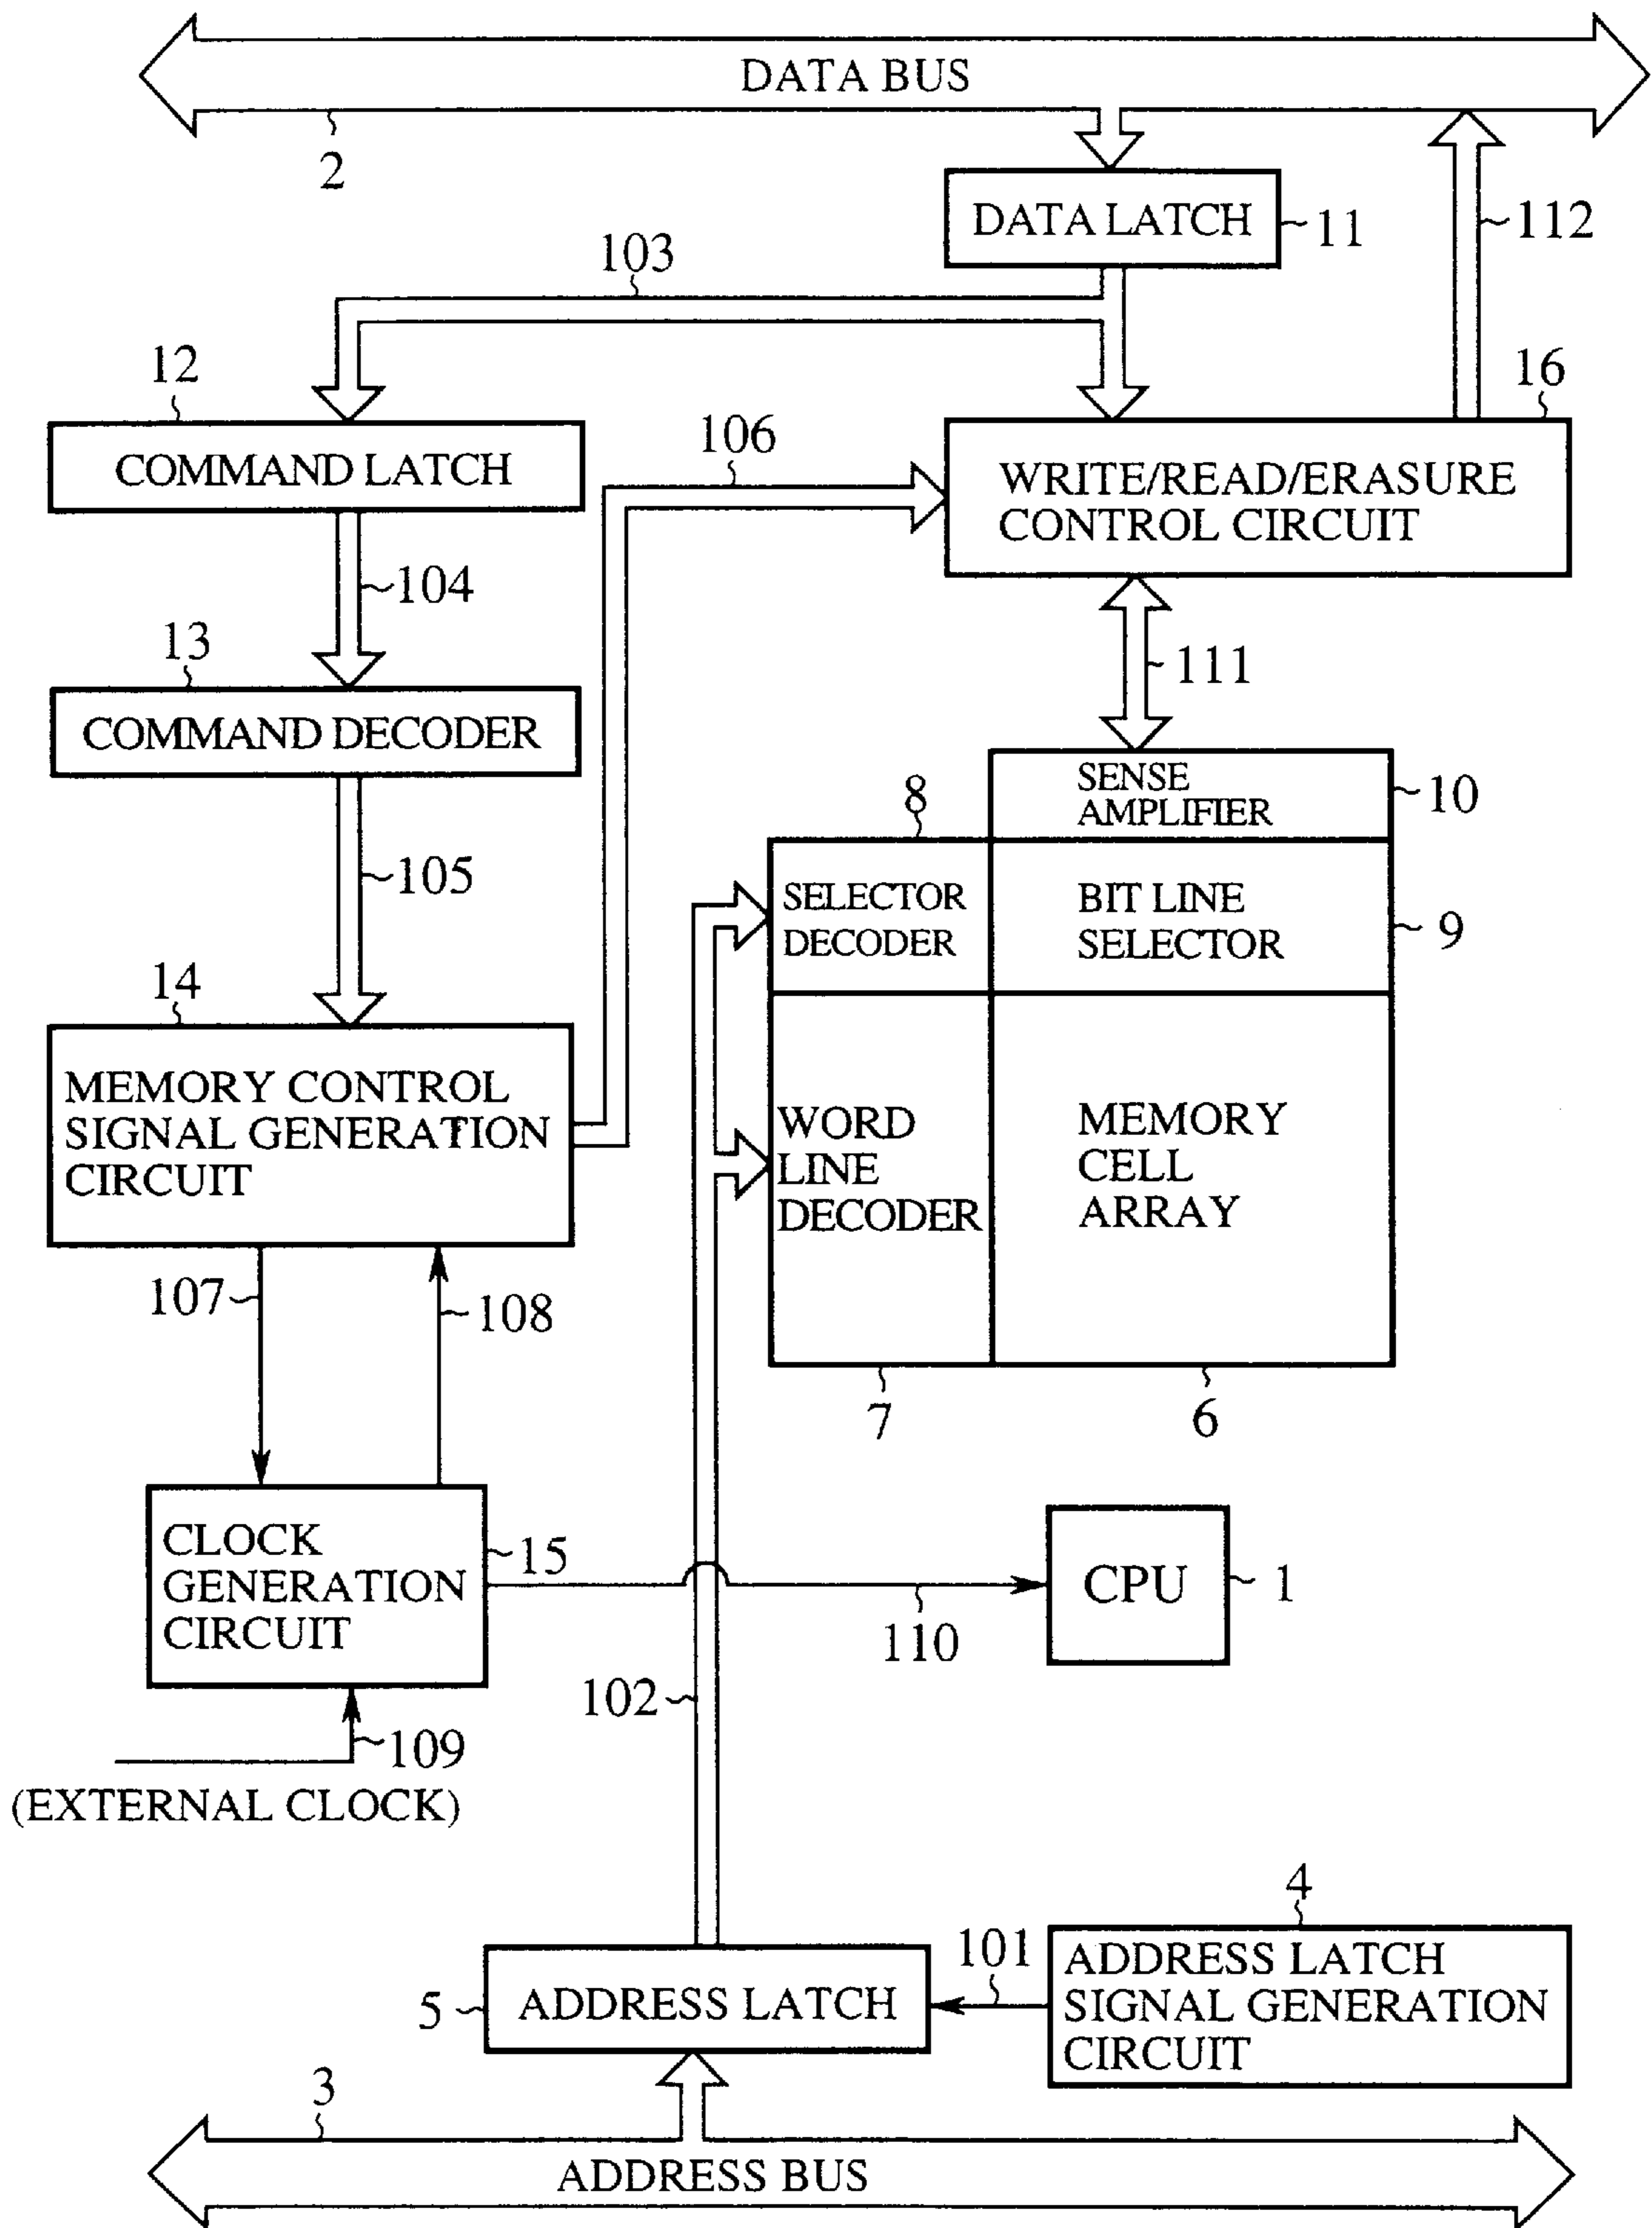 DATA BUS
2
DATA LATCH
11
112
103
12
16
COMMAND LATCH
106
WRITE/READ/ERASURE
CONTROL CIRCUIT
104
13
111
COMMAND DECODER
SENSE
AMPLIFIER
10
8
105
SELECTOR
DECODER
BIT LINE
SELECTOR
9
14
MEMORY CONTROL
SIGNAL GENERATION
CIRCUIT
WORD
LINE
DECODER
MEMORY
CELL
ARRAY
107
108
7
6
CLOCK
GENERATION
CIRCUIT
15
CPU
1
110
102
109
(EXTERNAL CLOCK)
4
101
ADDRESS LATCH
SIGNAL GENERATION
CIRCUIT
5
ADDRESS LATCH
3
ADDRESS BUS